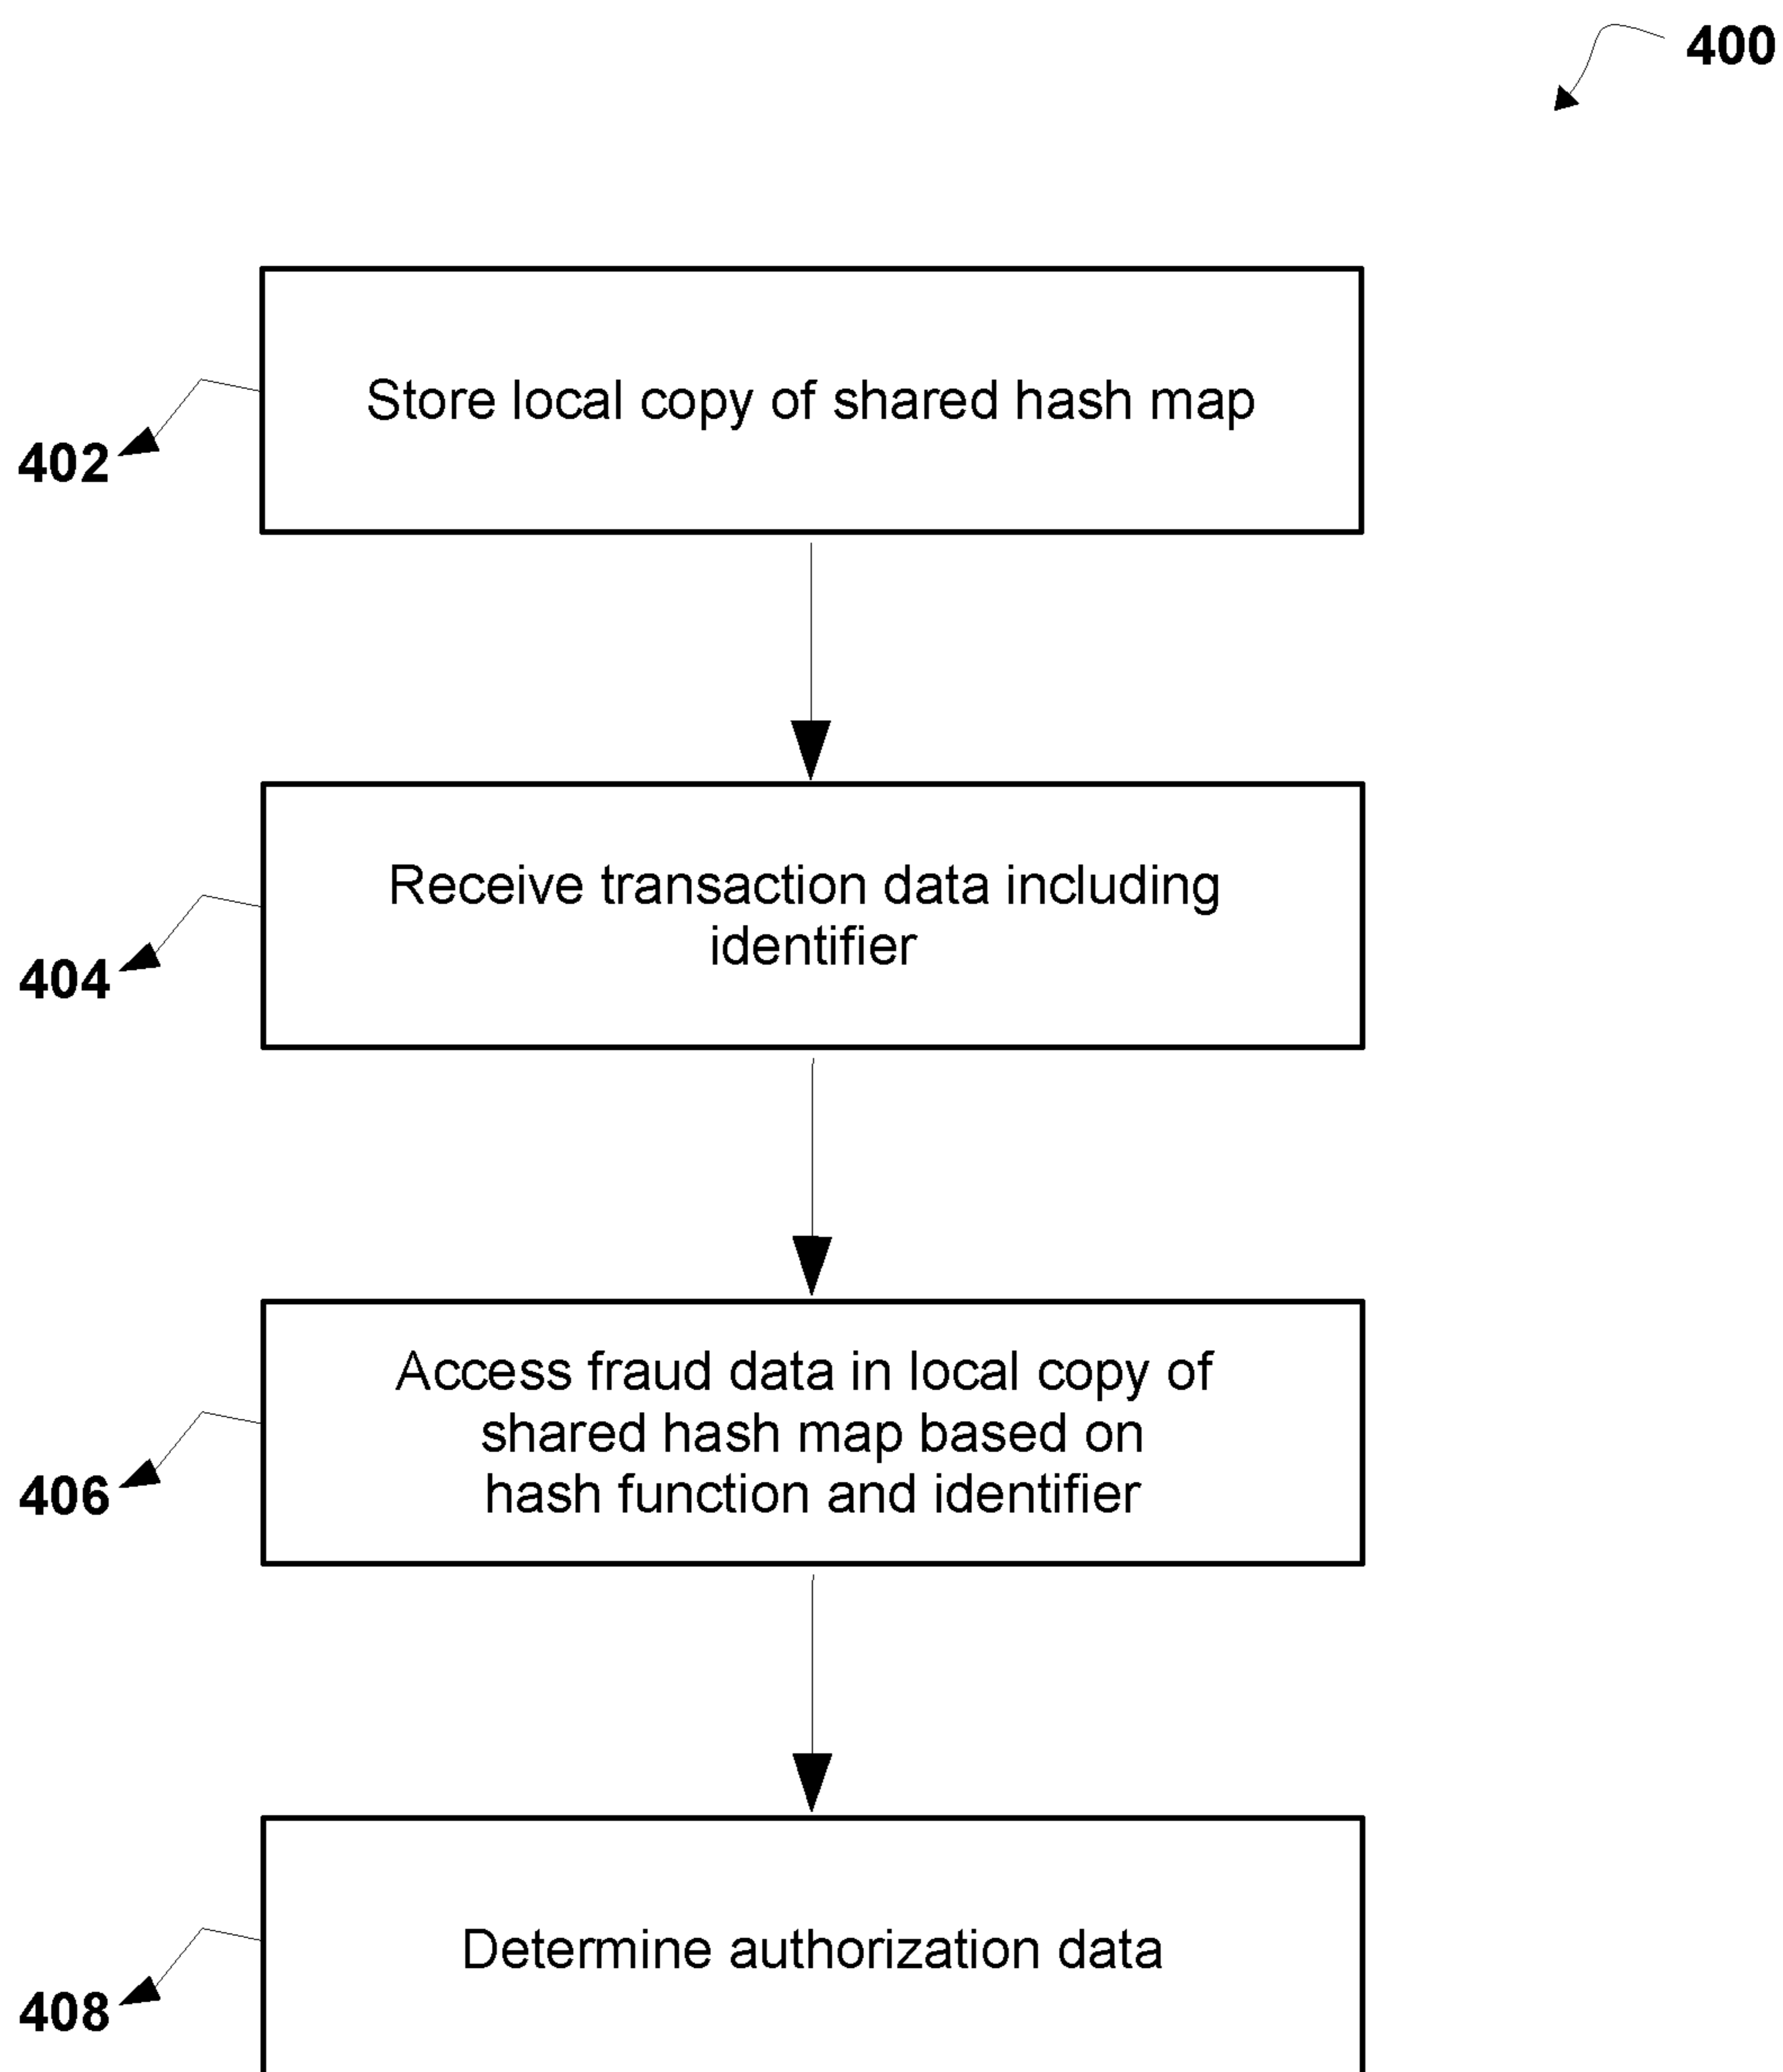 400
Store local copy of shared hash map
402
Receive transaction data including
identifier
404
Access fraud data in local copy of
shared hash map based on
hash function and identifier
406
Determine authorization data
408